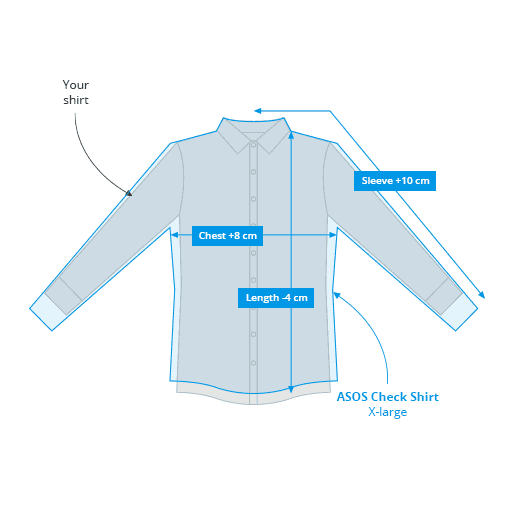 Your
shirt
Sleeve +10 cm
Chest +8 cm
Length -4 cm
ASOS Check Shirt
X-large